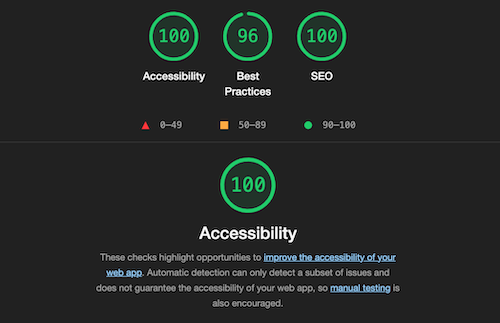 100 96 100
Accessibility Best Practices SEO
0–49 50–89 90–100
100
Accessibility
These checks highlight opportunities to improve the accessibility of your
web app. Automatic detection can only detect a subset of issues and
does not guarantee the accessibility of your web app, so manual testing is
also encouraged.